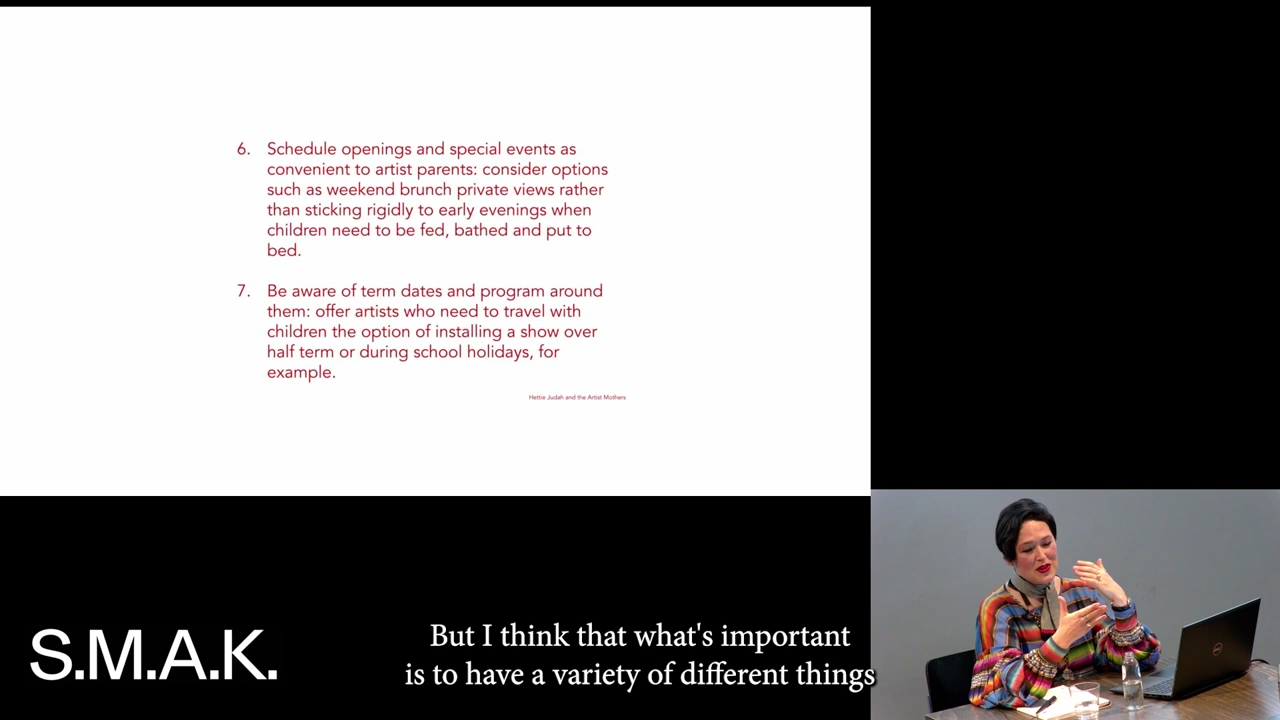 6. Schedule openings and special events as
convenient to artist parents: consider options
such as weekend brunch private views rather
than sticking rigidly to early evenings when
children need to be fed, bathed and put to
bed.
7. Be aware of term dates and program around
them: offer artists who need to travel with
children the option of installing a show over
half term or during school holidays, for
example.
Hettie Judah and the Artist Mothers
S.M.A.K.
But I think that what's important
is to have a variety of different things